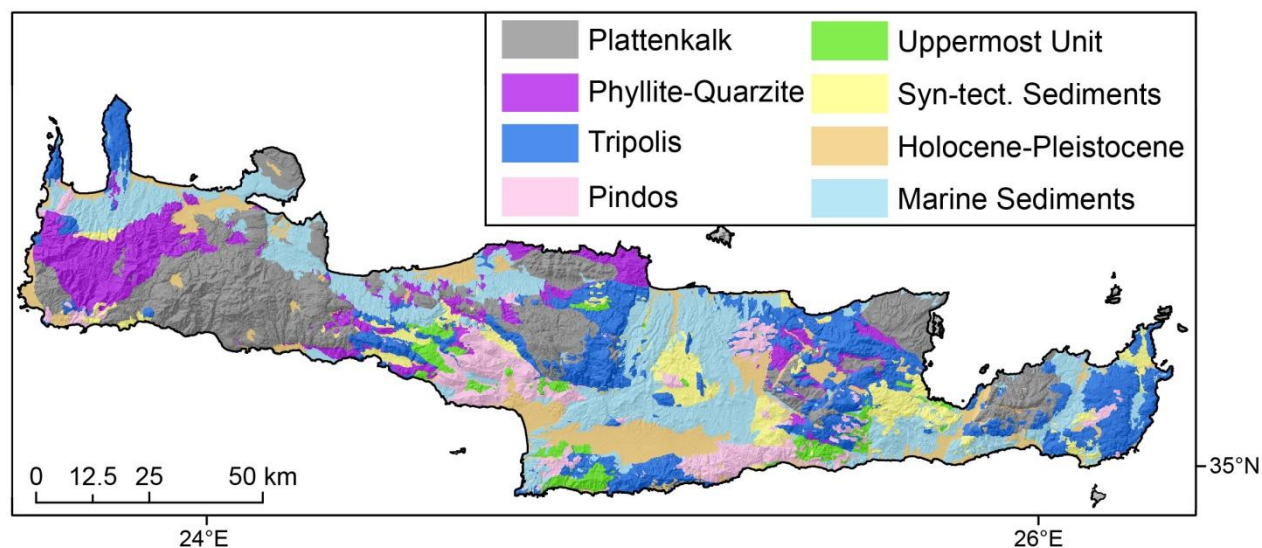 Plattenkalk
Phyllite-Quarzite
Tripolis
Pindos
Uppermost Unit
Syn-tect. Sediments
Holocene-Pleistocene
Marine Sediments
0 12.5 25 50 km
35°N
24°E 26°E